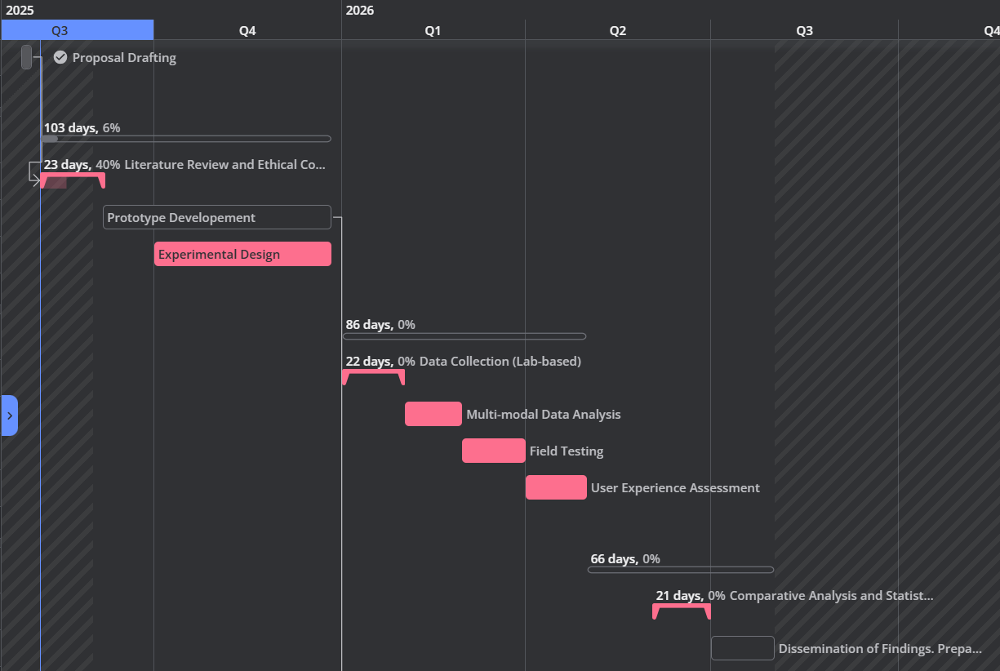 2025 2026
Q3 Q4 Q1 Q2 Q3 Q4
Proposal Drafting
103 days, 6%
23 days, 40% Literature Review and Ethical Co...
Prototype Developement
Experimental Design
86 days, 0%
22 days, 0% Data Collection (Lab-based)
Multi-modal Data Analysis
Field Testing
User Experience Assessment
66 days, 0%
21 days, 0% Comparative Analysis and Statist...
Dissemination of Findings. Prepa...